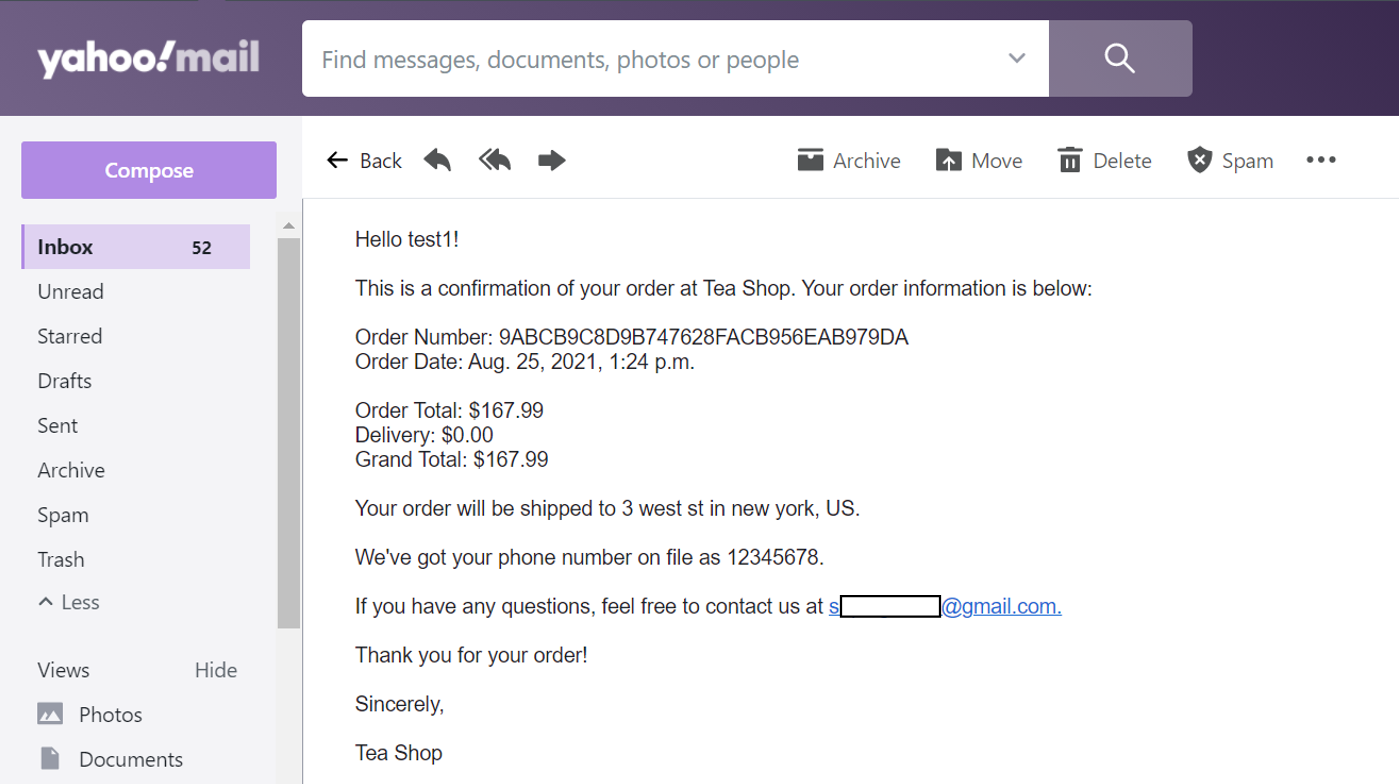 yahoo!mail
Find messages, documents, photos or people
Compose
Back
Archive
Move
Delete
Spam
Inbox 52
Unread
Starred
Drafts
Sent
Archive
Spam
Trash
Less
Views Hide
Photos
Documents
Hello test1!
This is a confirmation of your order at Tea Shop. Your order information is below:
Order Number: 9ABCB9C8D9B747628FACB956EAB979DA
Order Date: Aug. 25, 2021, 1:24 p.m.
Order Total: $167.99
Delivery: $0.00
Grand Total: $167.99
Your order will be shipped to 3 west st in new york, US.
We've got your phone number on file as 12345678.
If you have any questions, feel free to contact us at s @gmail.com.
Thank you for your order!
Sincerely,
Tea Shop